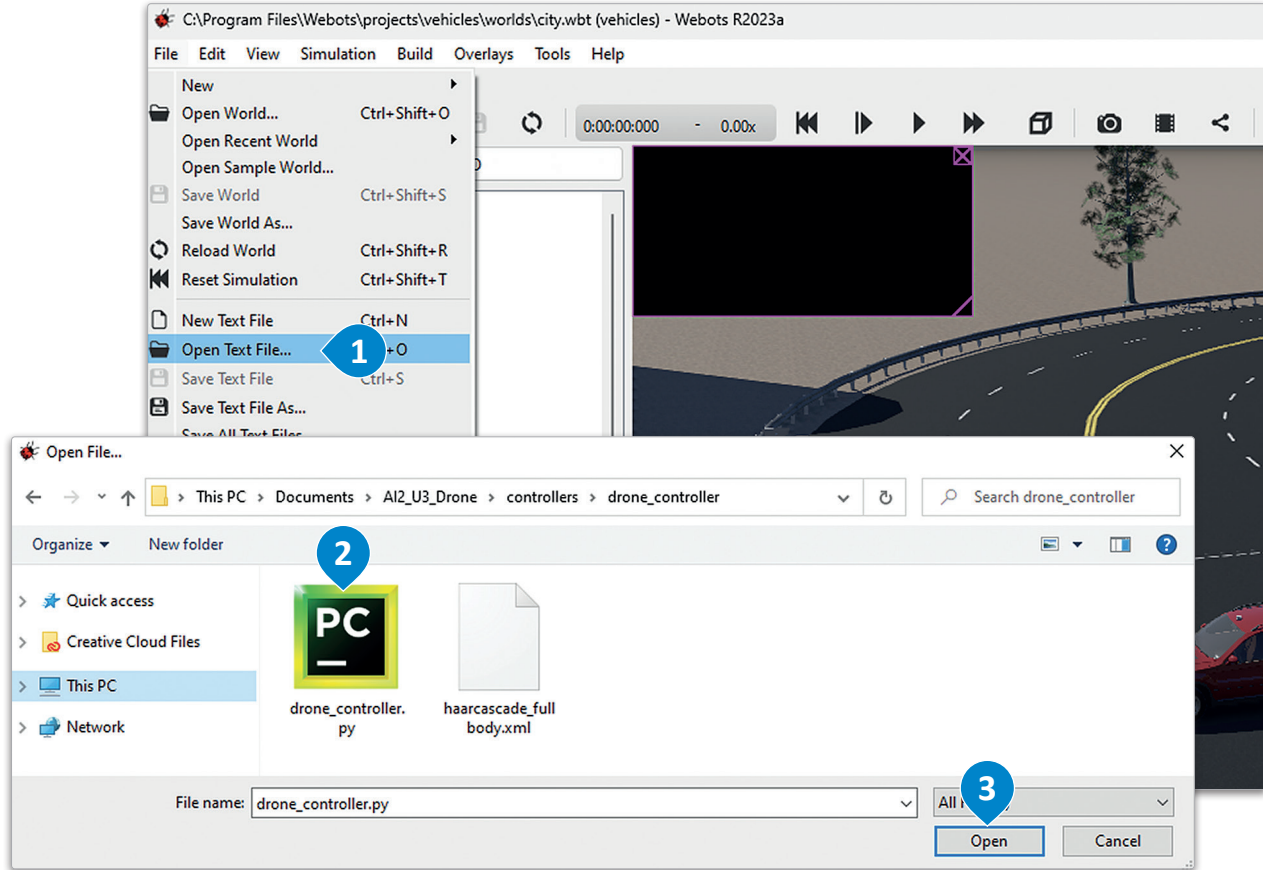 C:\Program Files\Webots\projects\vehicles\worlds\city.wbt (vehicles) - Webots R2023a
File Edit View Simulation Build Overlays Tools Help
New
Open World... Ctrl+Shift+O
0:00:00:000 - 0.00x
Open Recent World
Open Sample World...
Save World Ctrl+Shift+S
Save World As...
Reload World Ctrl+Shift+R
Reset Simulation Ctrl+Shift+T
New Text File Ctrl+N
Open Text File... 1 +O
Save Text File Ctrl+S
Save Text File As...
Save All Text Files
Open File...
This PC > Documents > AI2_U3_Drone > controllers > drone_controller
Search drone_controller
Organize New folder
2
Quick access
Creative Cloud Files
This PC
Network
PC
drone_controller.
py
haarcascade_full
body.xml
File name: drone_controller.py
All
3
Open Cancel